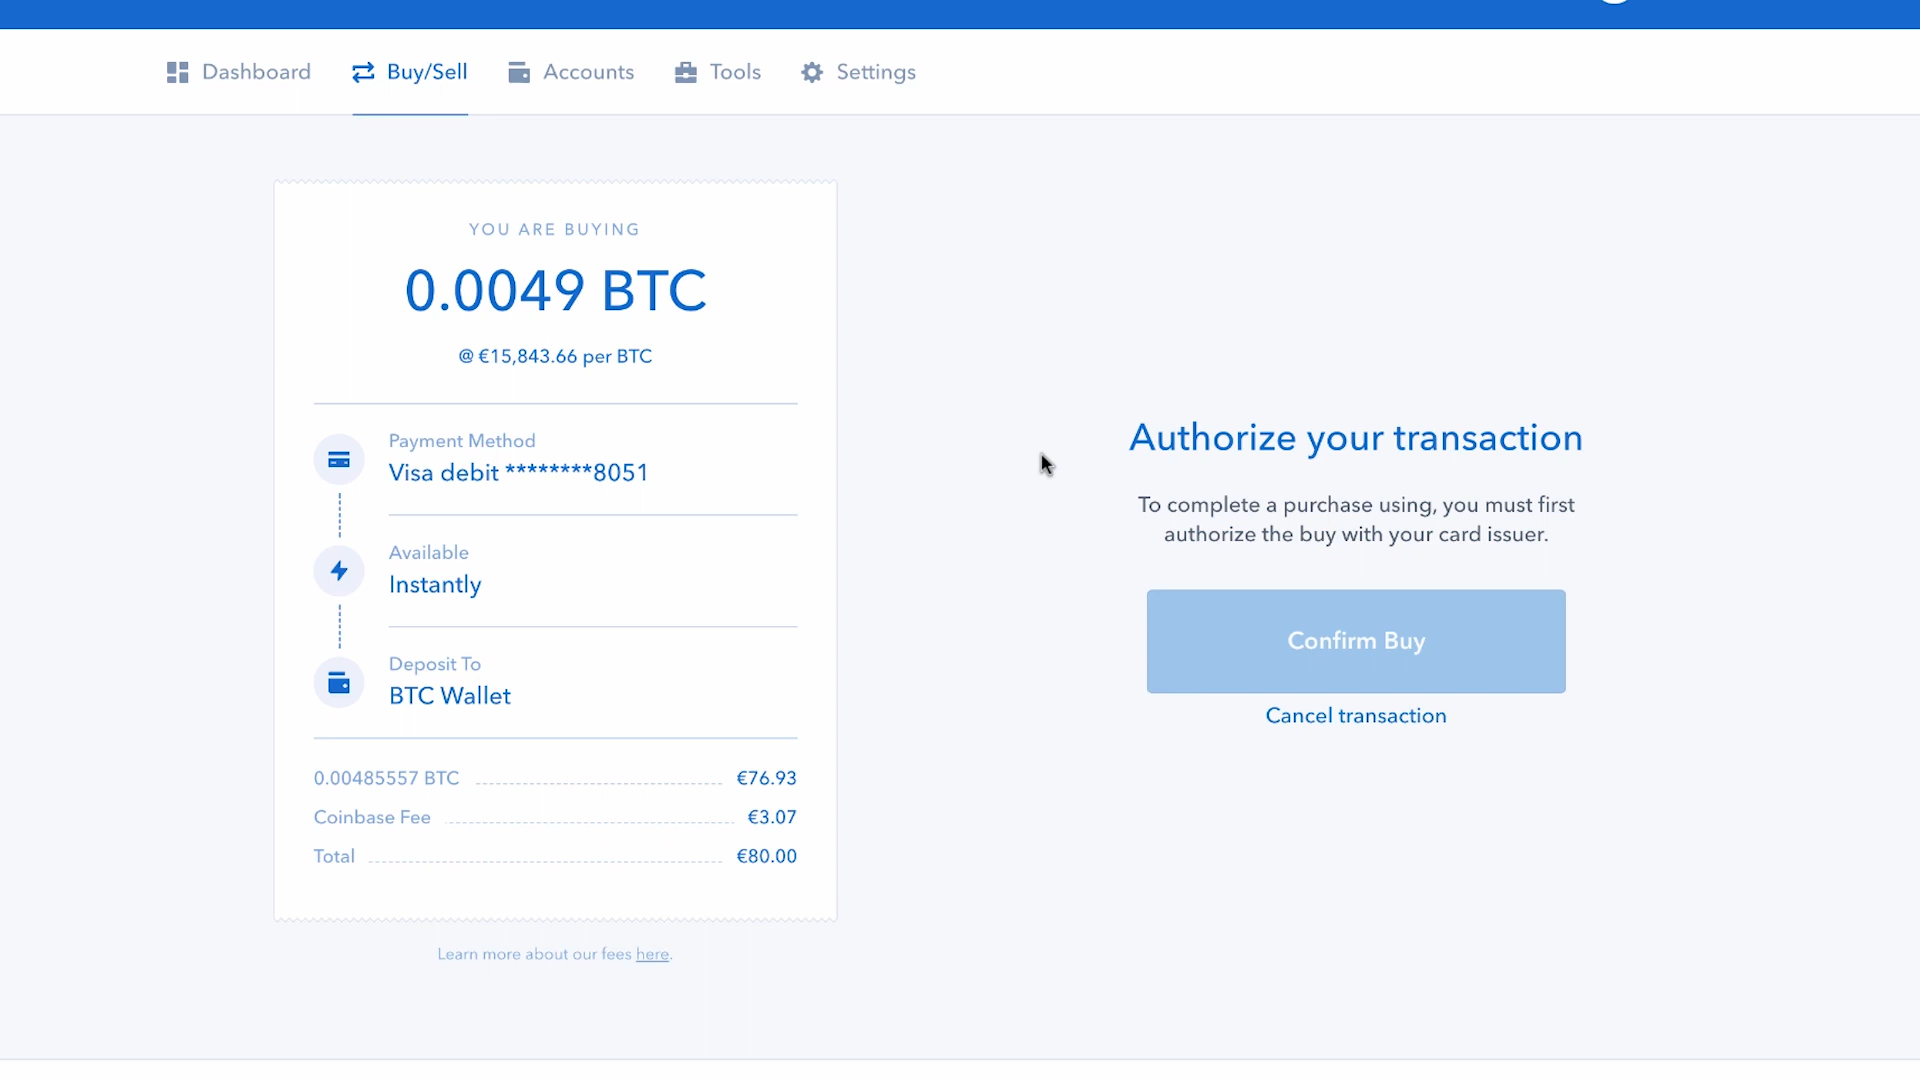 Dashboard
Buy/Sell
Accounts
Tools
Settings
YOU ARE BUYING
0.0049 BTC
@ €15,843.66 per BTC
Payment Method
Visa debit ********8051
Available
Instantly
Deposit To
BTC Wallet
0.00485557 BTC €76.93
Coinbase Fee €3.07
Total €80.00
Learn more about our fees here.
Authorize your transaction
To complete a purchase using, you must first
authorize the buy with your card issuer.
Confirm Buy
Cancel transaction